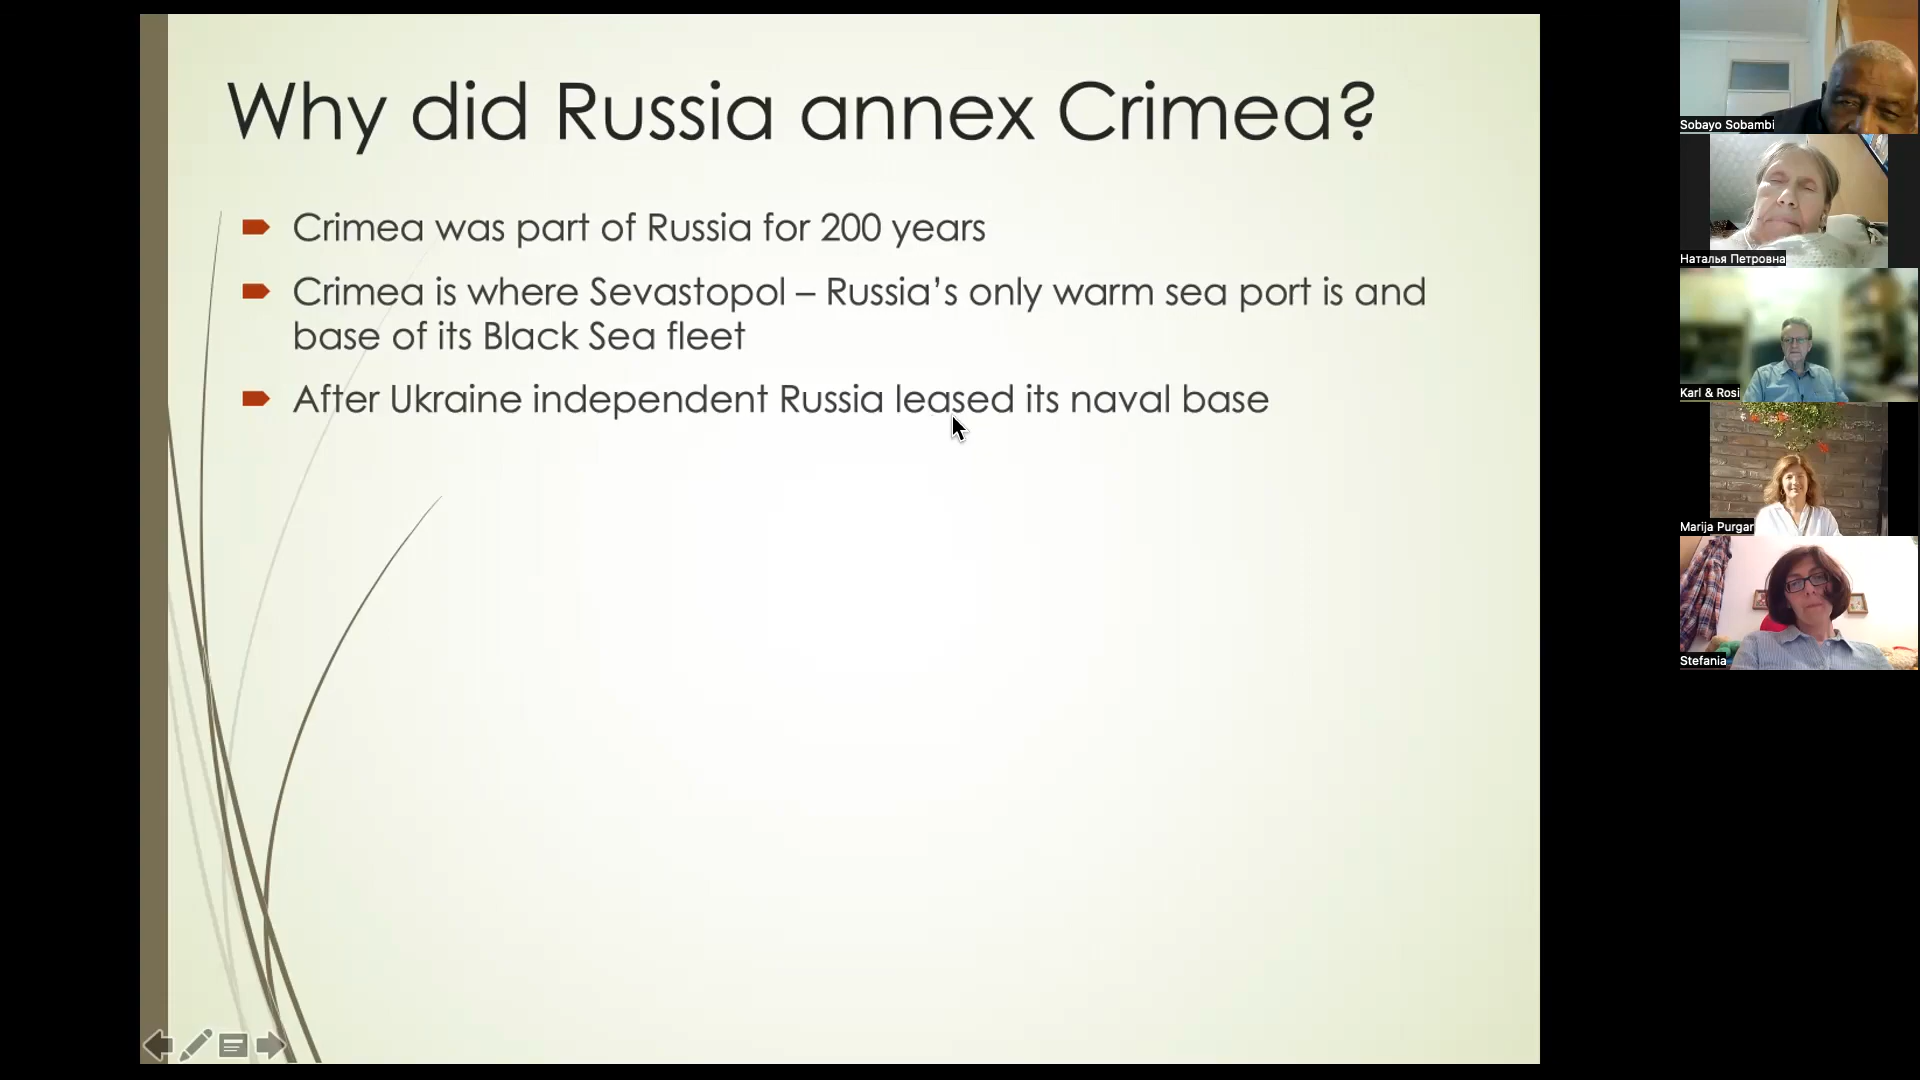 Why did Russia annex Crimea?
Crimea was part of Russia for 200 years
Crimea is where Sevastopol – Russia’s only warm sea port is and
base of its Black Sea fleet
After Ukraine independent Russia leased its naval base
Sobayo Sobambi
Наталья Петровна
Karl & Rosi
Marija Purgar
Stefania